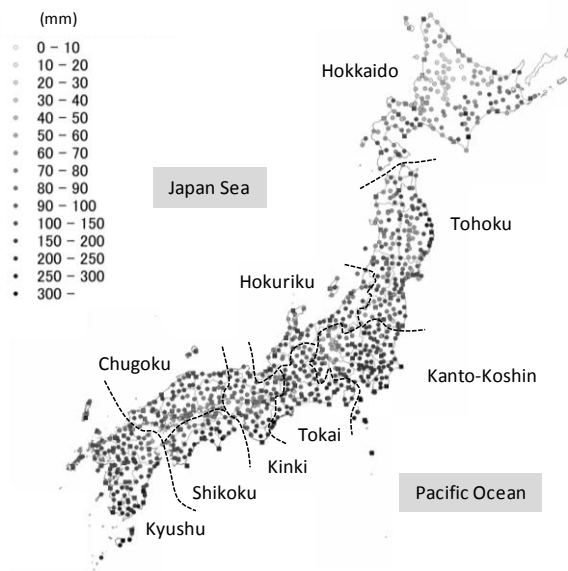 (mm)
0 – 10
10 – 20
20 – 30
30 – 40
40 – 50
50 – 60
60 – 70
70 – 80
80 – 90
90 – 100
100 – 150
150 – 200
200 – 250
250 – 300
300 –
Hokkaido
Japan Sea
Tohoku
Hokuriku
Chugoku
Kanto-Koshin
Tokai
Kinki
Shikoku
Pacific Ocean
Kyushu